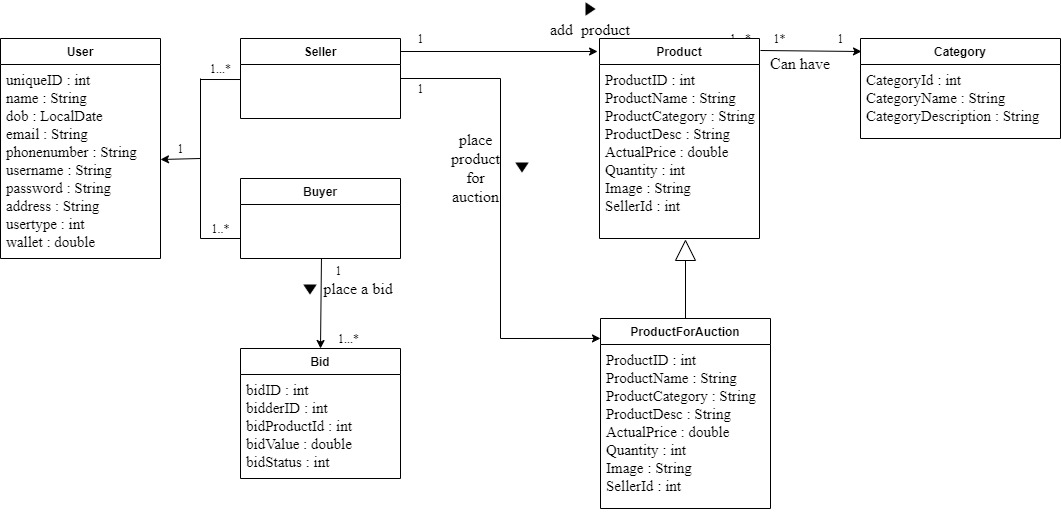 User
uniqueID : int
name : String
dob : LocalDate
email : String
phonenumber : String
username : String
password : String
address : String
usertype : int
wallet : double
1
1...*
1..*
Seller
1
1
add product
Buyer
1
place a bid
1...*
Bid
bidID : int
bidderID : int
bidProductId : int
bidValue : double
bidStatus : int
place
product
for
auction
1..*
Product
ProductID : int
ProductName : String
ProductCategory : String
ProductDesc : String
ActualPrice : double
Quantity : int
Image : String
SellerId : int
1*
1
Can have
Category
CategoryId : int
CategoryName : String
CategoryDescription : String
ProductForAuction
ProductID : int
ProductName : String
ProductCategory : String
ProductDesc : String
ActualPrice : double
Quantity : int
Image : String
SellerId : int